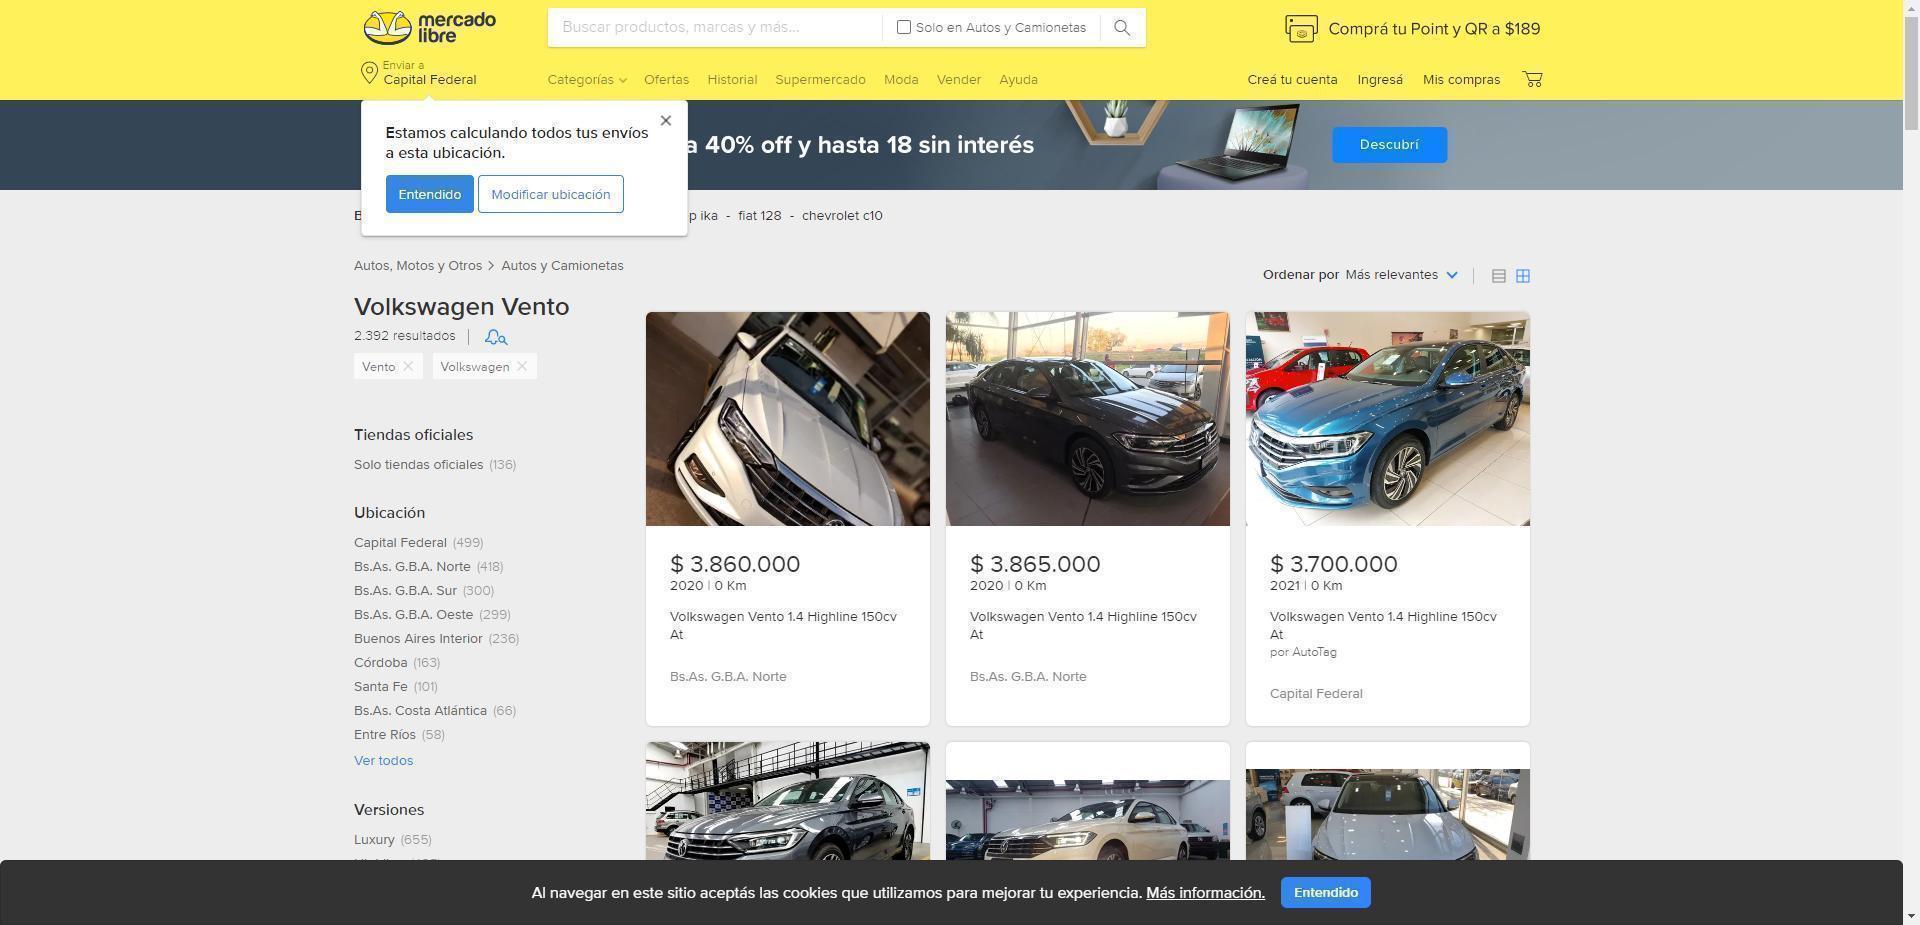 mercado
libre
Buscar productos, marcas y más...
Solo en Autos y Camionetas
Comprá tu Point y QR a $189
Enviar a
Capital Federal
Categorías Ofertas Historial Supermercado Moda Vender Ayuda
Creá tu cuenta Ingresá Mis compras
Estamos calculando todos tus envíos
a esta ubicación.
Entendido Modificar ubicación
a 40% off y hasta 18 sin interés
Descubrí
B p ika - fiat 128 - chevrolet c10
Autos, Motos y Otros > Autos y Camionetas
Ordenar por Más relevantes
Volkswagen Vento
2.392 resultados
Vento Volkswagen
Tiendas oficiales
Solo tiendas oficiales (136)
Ubicación
Capital Federal (499)
Bs.As. G.B.A. Norte (418)
Bs.As. G.B.A. Sur (300)
Bs.As. G.B.A. Oeste (299)
Buenos Aires Interior (236)
Córdoba (163)
Santa Fe (101)
Bs.As. Costa Atlántica (66)
Entre Ríos (58)
Ver todos
Versiones
Luxury (655)
$ 3.860.000
2020 | 0 Km
Volkswagen Vento 1.4 Highline 150cv
At
Bs.As. G.B.A. Norte
$ 3.865.000
2020 | 0 Km
Volkswagen Vento 1.4 Highline 150cv
At
Bs.As. G.B.A. Norte
$ 3.700.000
2021 | 0 Km
Volkswagen Vento 1.4 Highline 150cv
At
por AutoTag
Capital Federal
Al navegar en este sitio aceptás las cookies que utilizamos para mejorar tu experiencia. Más información.
Entendido